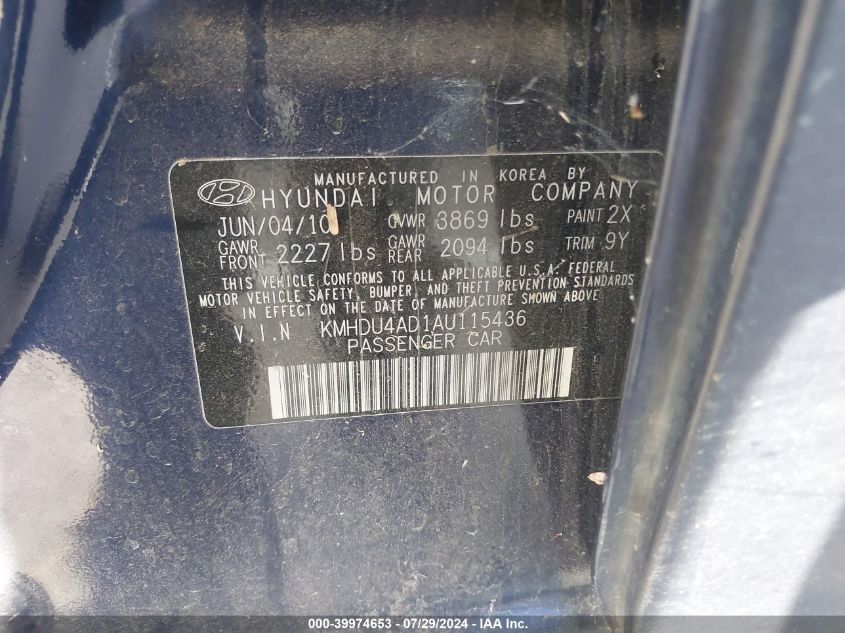 MANUFACTURED IN KOREA BY
HYUNDAI MOTOR COMPANY
JUN/04/10 GVWR 3869 lbs PAINT 2X
GAWR FRONT 2227 lbs GAWR REAR 2094 lbs TRIM 9Y
THIS VEHICLE CONFORMS TO ALL APPLICABLE U.S.A. FEDERAL
MOTOR VEHICLE SAFETY, BUMPER, AND THEFT PREVENTION STANDARDS
IN EFFECT ON THE DATE OF MANUFACTURE SHOWN ABOVE
V.I.N KMHDU4AD1AU115436
PASSENGER CAR
000-39974653 - 07/29/2024 - IAA Inc.